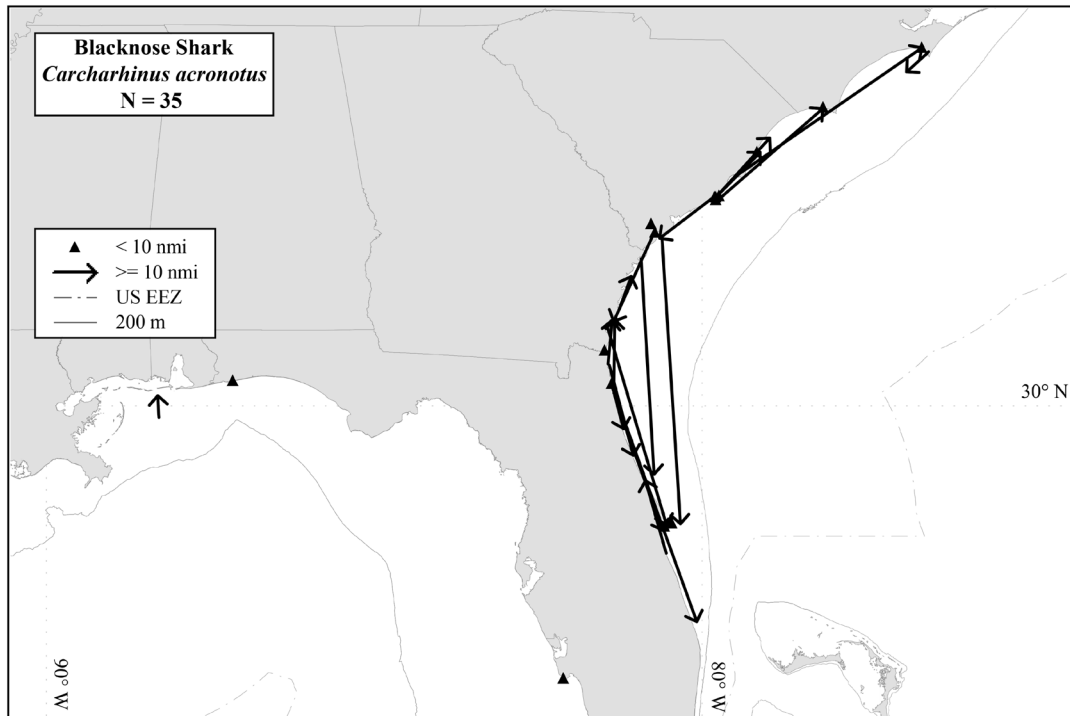 Blacknose Shark
Carcharhinus acronotus
N = 35
< 10 nmi
>= 10 nmi
US EEZ
200 m
30° N
90° W
80° W